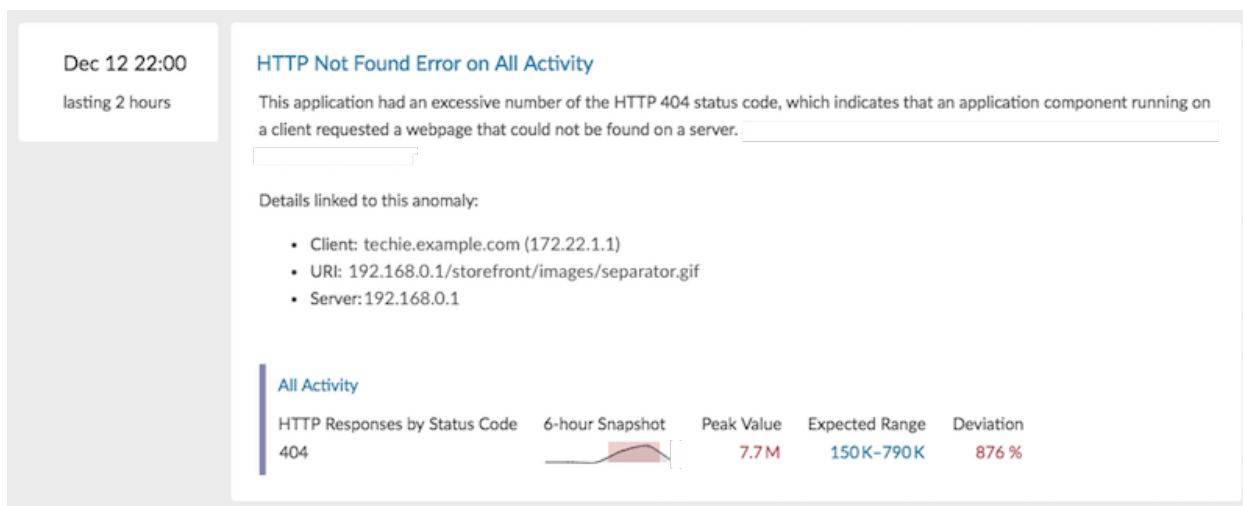 Dec 12 22:00
lasting 2 hours
HTTP Not Found Error on All Activity
This application had an excessive number of the HTTP 404 status code, which indicates that an application component running on
a client requested a webpage that could not be found on a server.
Details linked to this anomaly:
• Client: techie.example.com (172.22.1.1)
• URI: 192.168.0.1/storefront/images/separator.gif
• Server:192.168.0.1
All Activity
HTTP Responses by Status Code 6-hour Snapshot Peak Value Expected Range Deviation
404 7.7 M 150 K–790 K 876 %